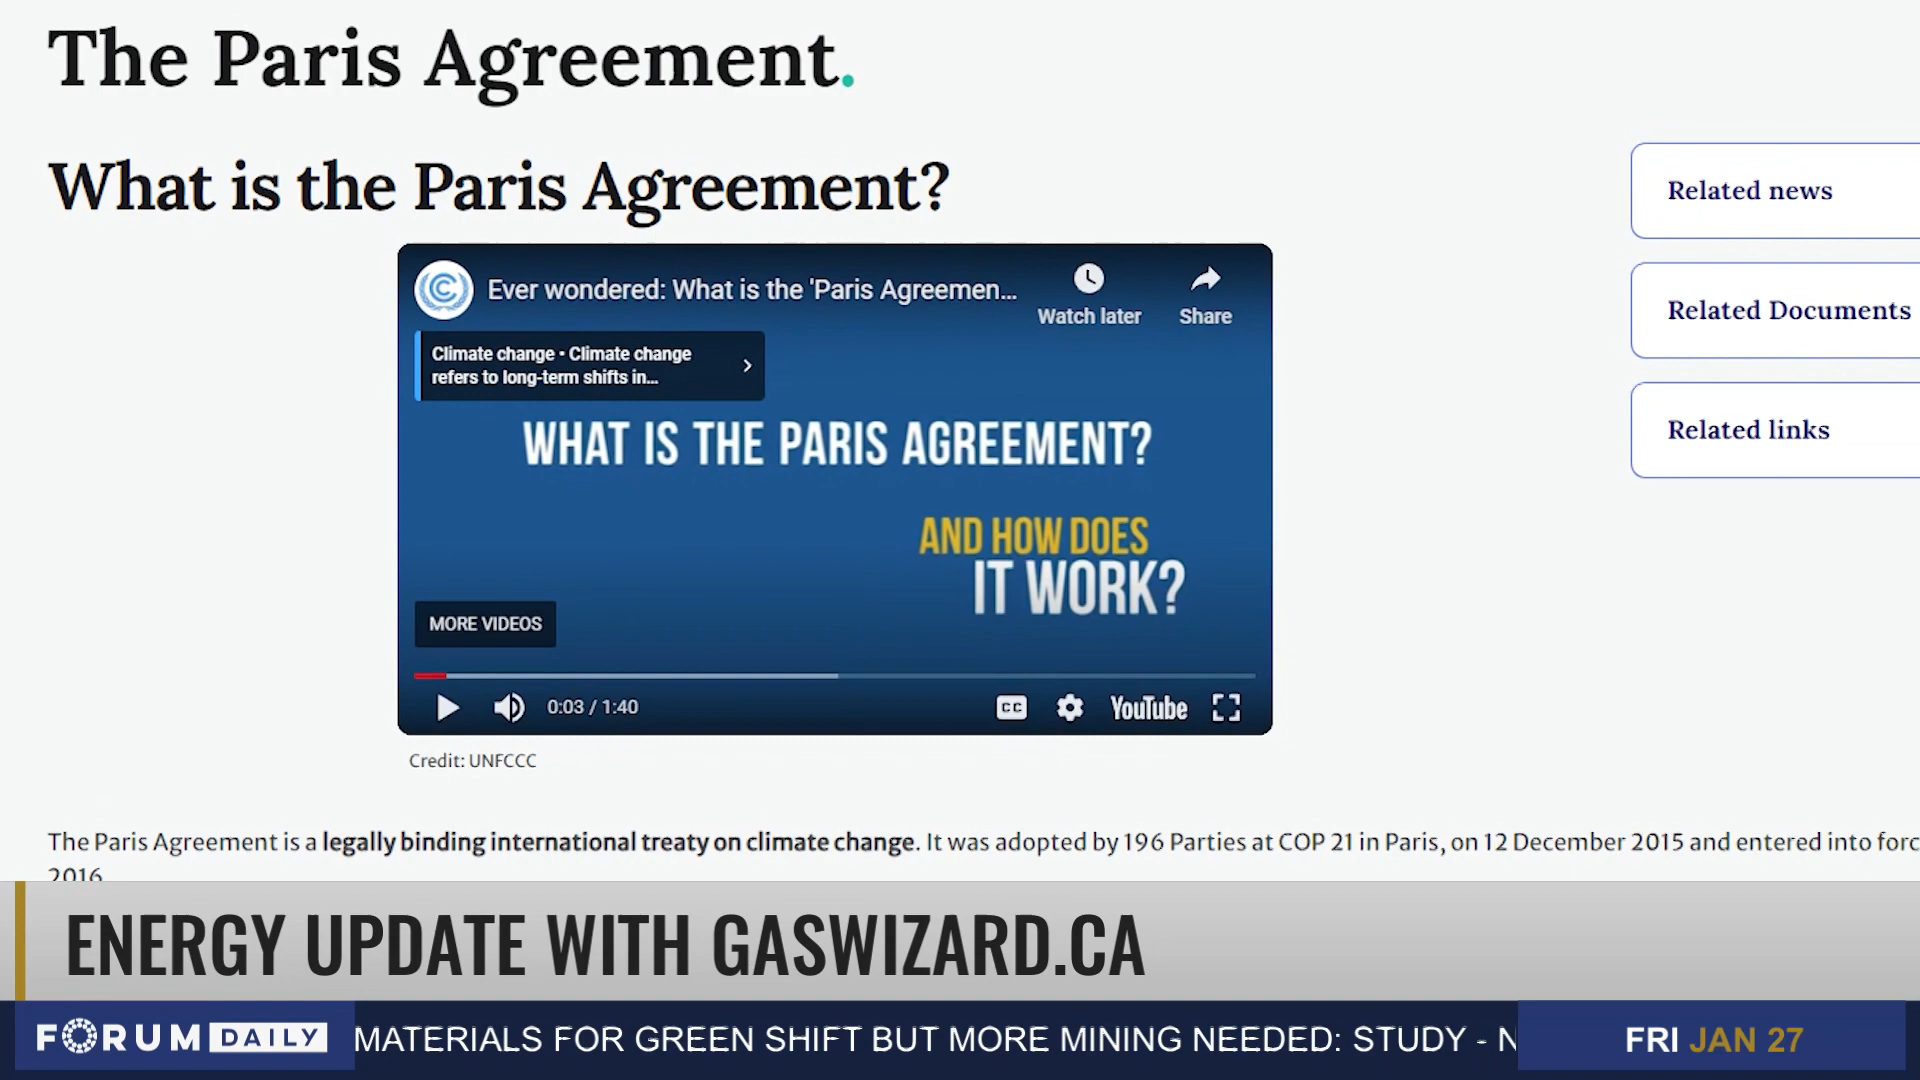 The Paris Agreement.
What is the Paris Agreement?
Related news
Related Documents
Related links
Ever wondered: What is the 'Paris Agreemen...
Watch later
Share
Climate change • Climate change
refers to long-term shifts in...
WHAT IS THE PARIS AGREEMENT?
AND HOW DOES
IT WORK?
MORE VIDEOS
0:03 / 1:40
CC
YouTube
Credit: UNFCCC
The Paris Agreement is a legally binding international treaty on climate change. It was adopted by 196 Parties at COP 21 in Paris, on 12 December 2015 and entered into forc
2016
ENERGY UPDATE WITH GASWIZARD.CA
FORUM DAILY
MATERIALS FOR GREEN SHIFT BUT MORE MINING NEEDED: STUDY - N
FRI JAN 27